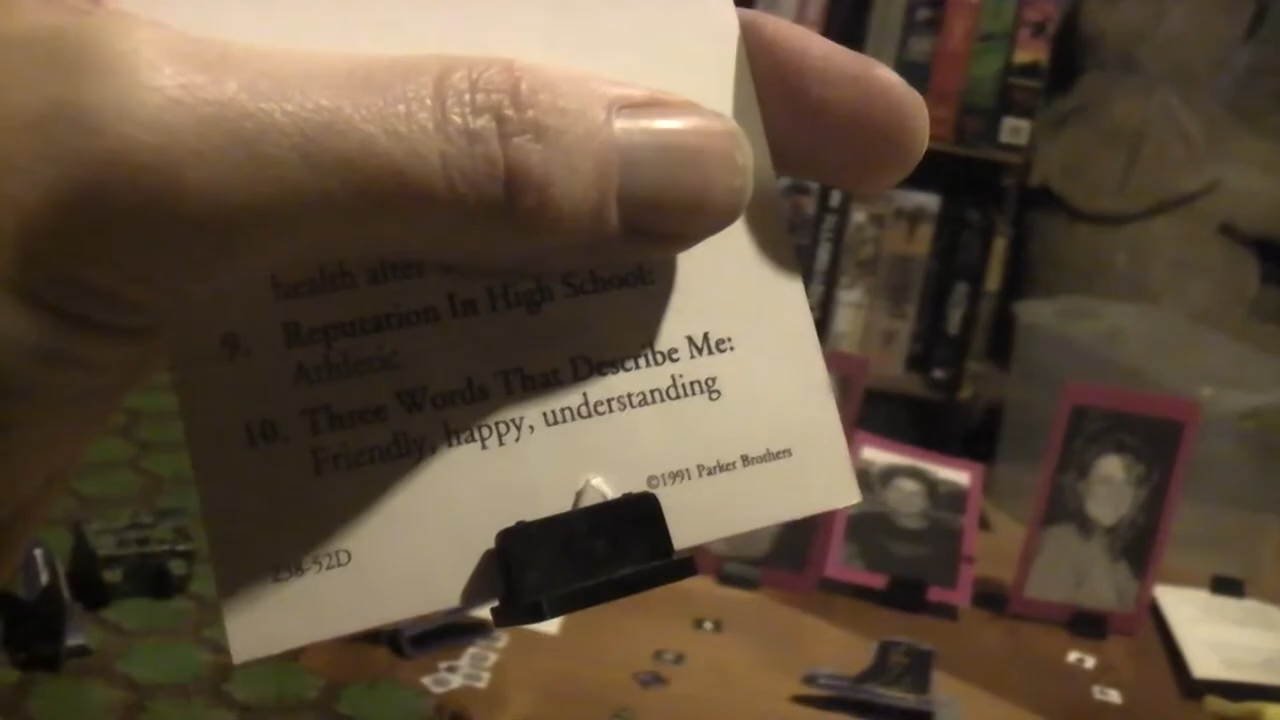 health after
9. Reputation In High School:
Athletic
10. Three Words That Describe Me:
Friendly, happy, understanding
©1991 Parker Brothers
238-52D